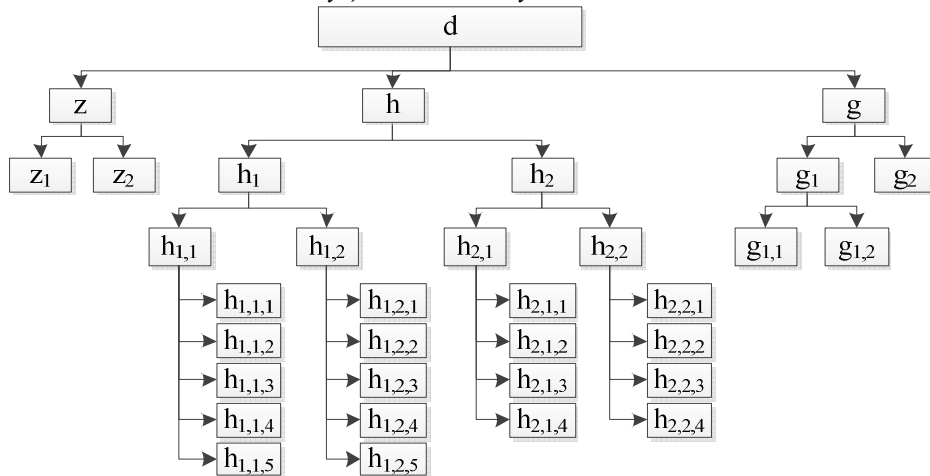 d
z h g
z1 z2 h1 h2 g1 g2
h1,1 h1,2 h2,1 h2,2 g1,1 g1,2
h1,1,1 h1,2,1 h2,1,1 h2,2,1
h1,1,2 h1,2,2 h2,1,2 h2,2,2
h1,1,3 h1,2,3 h2,1,3 h2,2,3
h1,1,4 h1,2,4 h2,1,4 h2,2,4
h1,1,5 h1,2,5